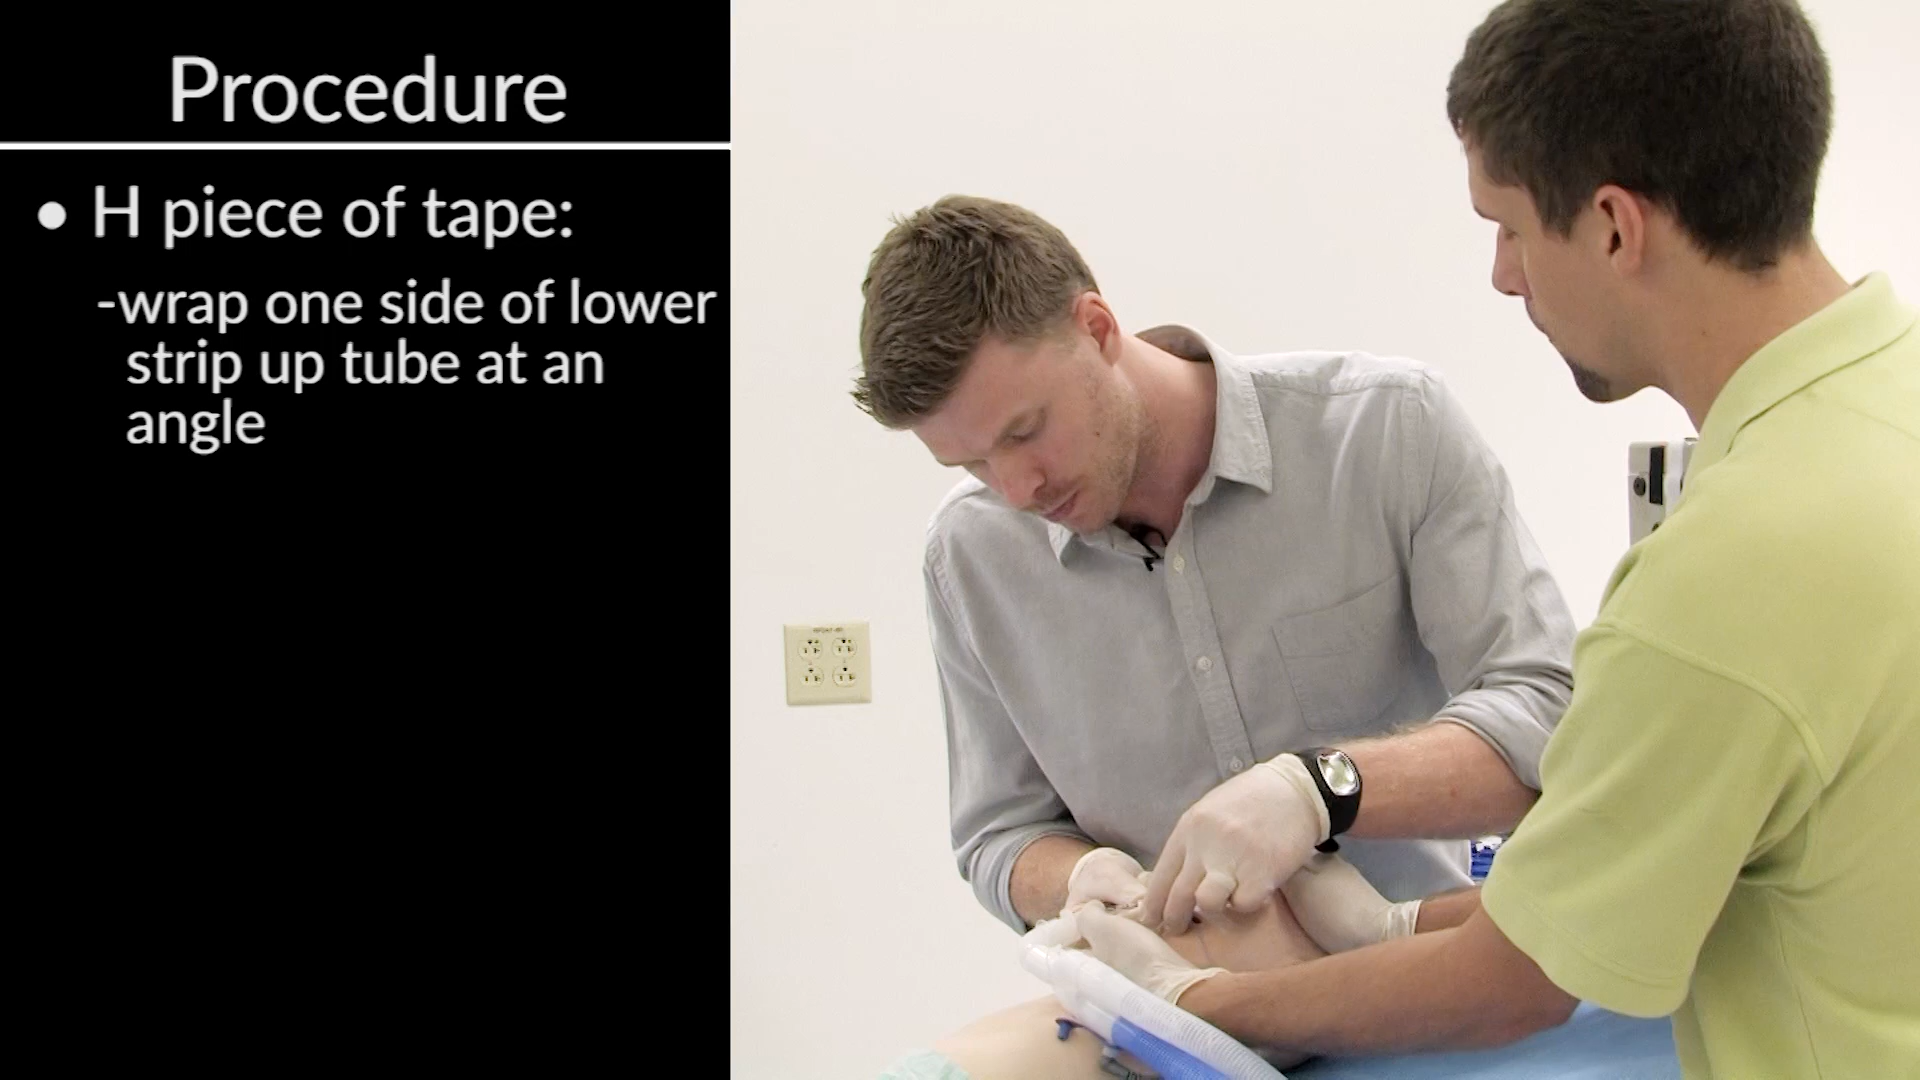 Procedure
• H piece of tape:
-wrap one side of lower
strip up tube at an
angle